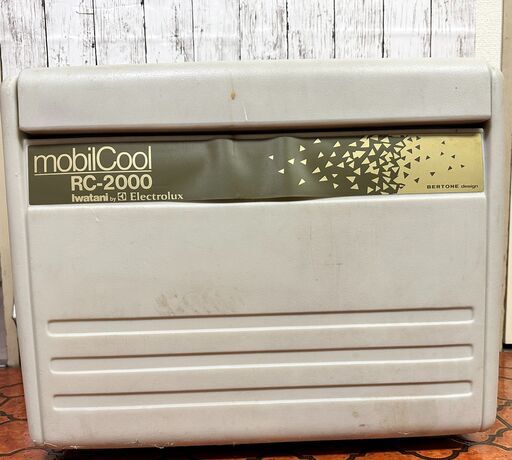 mobilCool
RC-2000
Iwatani by Electrolux
BERTONE design